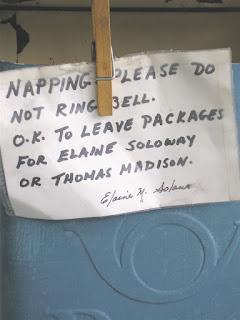 NAPPING-PLEASE DO
NOT RING BELL.
O.K. TO LEAVE PACKAGES
FOR ELAINE SOLOWAY
OR THOMAS MADISON.
Elaine M. Soloway